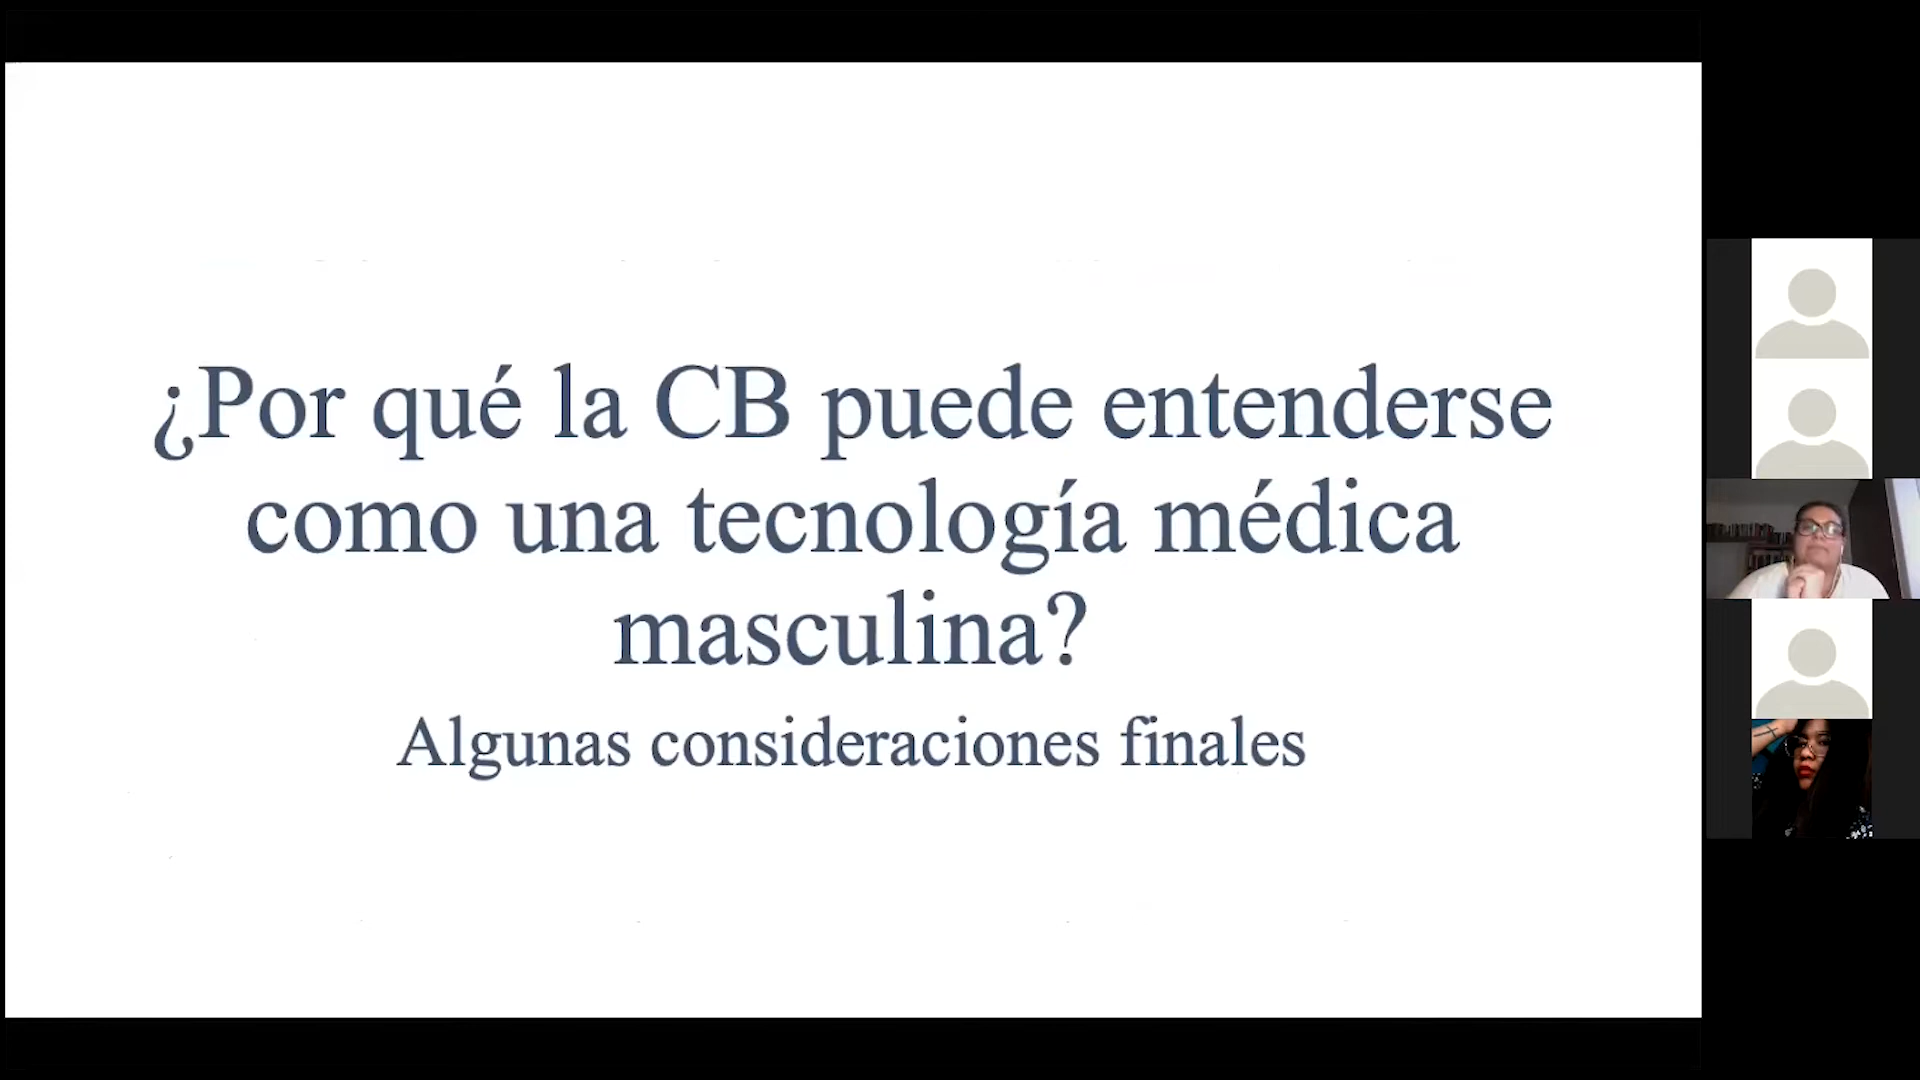 ¿Por qué la CB puede entenderse
como una tecnología médica
masculina?
Algunas consideraciones finales